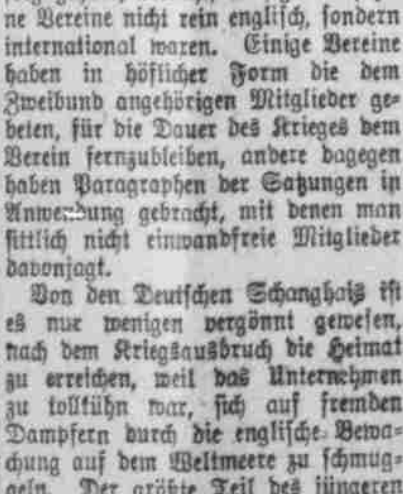 ne Vereine nicht rein englisch, sondern
international waren. Einige Vereine
haben in höflicher Form die dem
Zweibund angehörigen Mitglieder ge-
beten, für die Dauer des Krieges dem
Verein fernzubleiben, andere dagegen
haben Paragraphen der Satzungen in
Anwendung gebracht, mit denen man
sittlich nicht einwandfreie Mitglieder
davonjagt.
Von den Deutschen Schanghais ist
es nur wenigen vergönnt gewesen,
nach dem Kriegsausbruch die Heimat
zu erreichen, weil das Unternehmen
zu tollkühn war, sich auf fremden
Dampfern durch die englische Bewa-
chung auf dem Weltmeere zu schmug-
geln. Der größte Teil des jüngeren